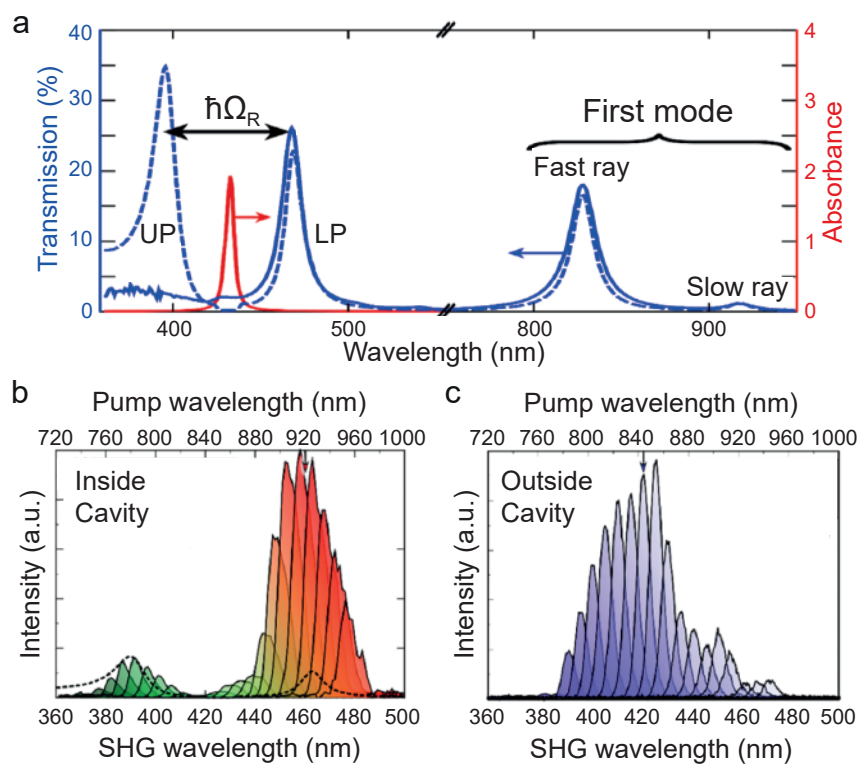 a
40
30
20
10
0
Transmission (%)
ħΩR
UP
LP
First mode
Fast ray
Slow ray
4
3
2
1
0
Absorbance
400 500 800 900
Wavelength (nm)
b
Pump wavelength (nm)
720 760 800 840 880 920 960 1000
Inside
Cavity
Intensity (a.u.)
360 380 400 420 440 460 480 500
SHG wavelength (nm)
c
Pump wavelength (nm)
720 760 800 840 880 920 960 1000
Outside
Cavity
Intensity (a.u.)
360 380 400 420 440 460 480 500
SHG wavelength (nm)